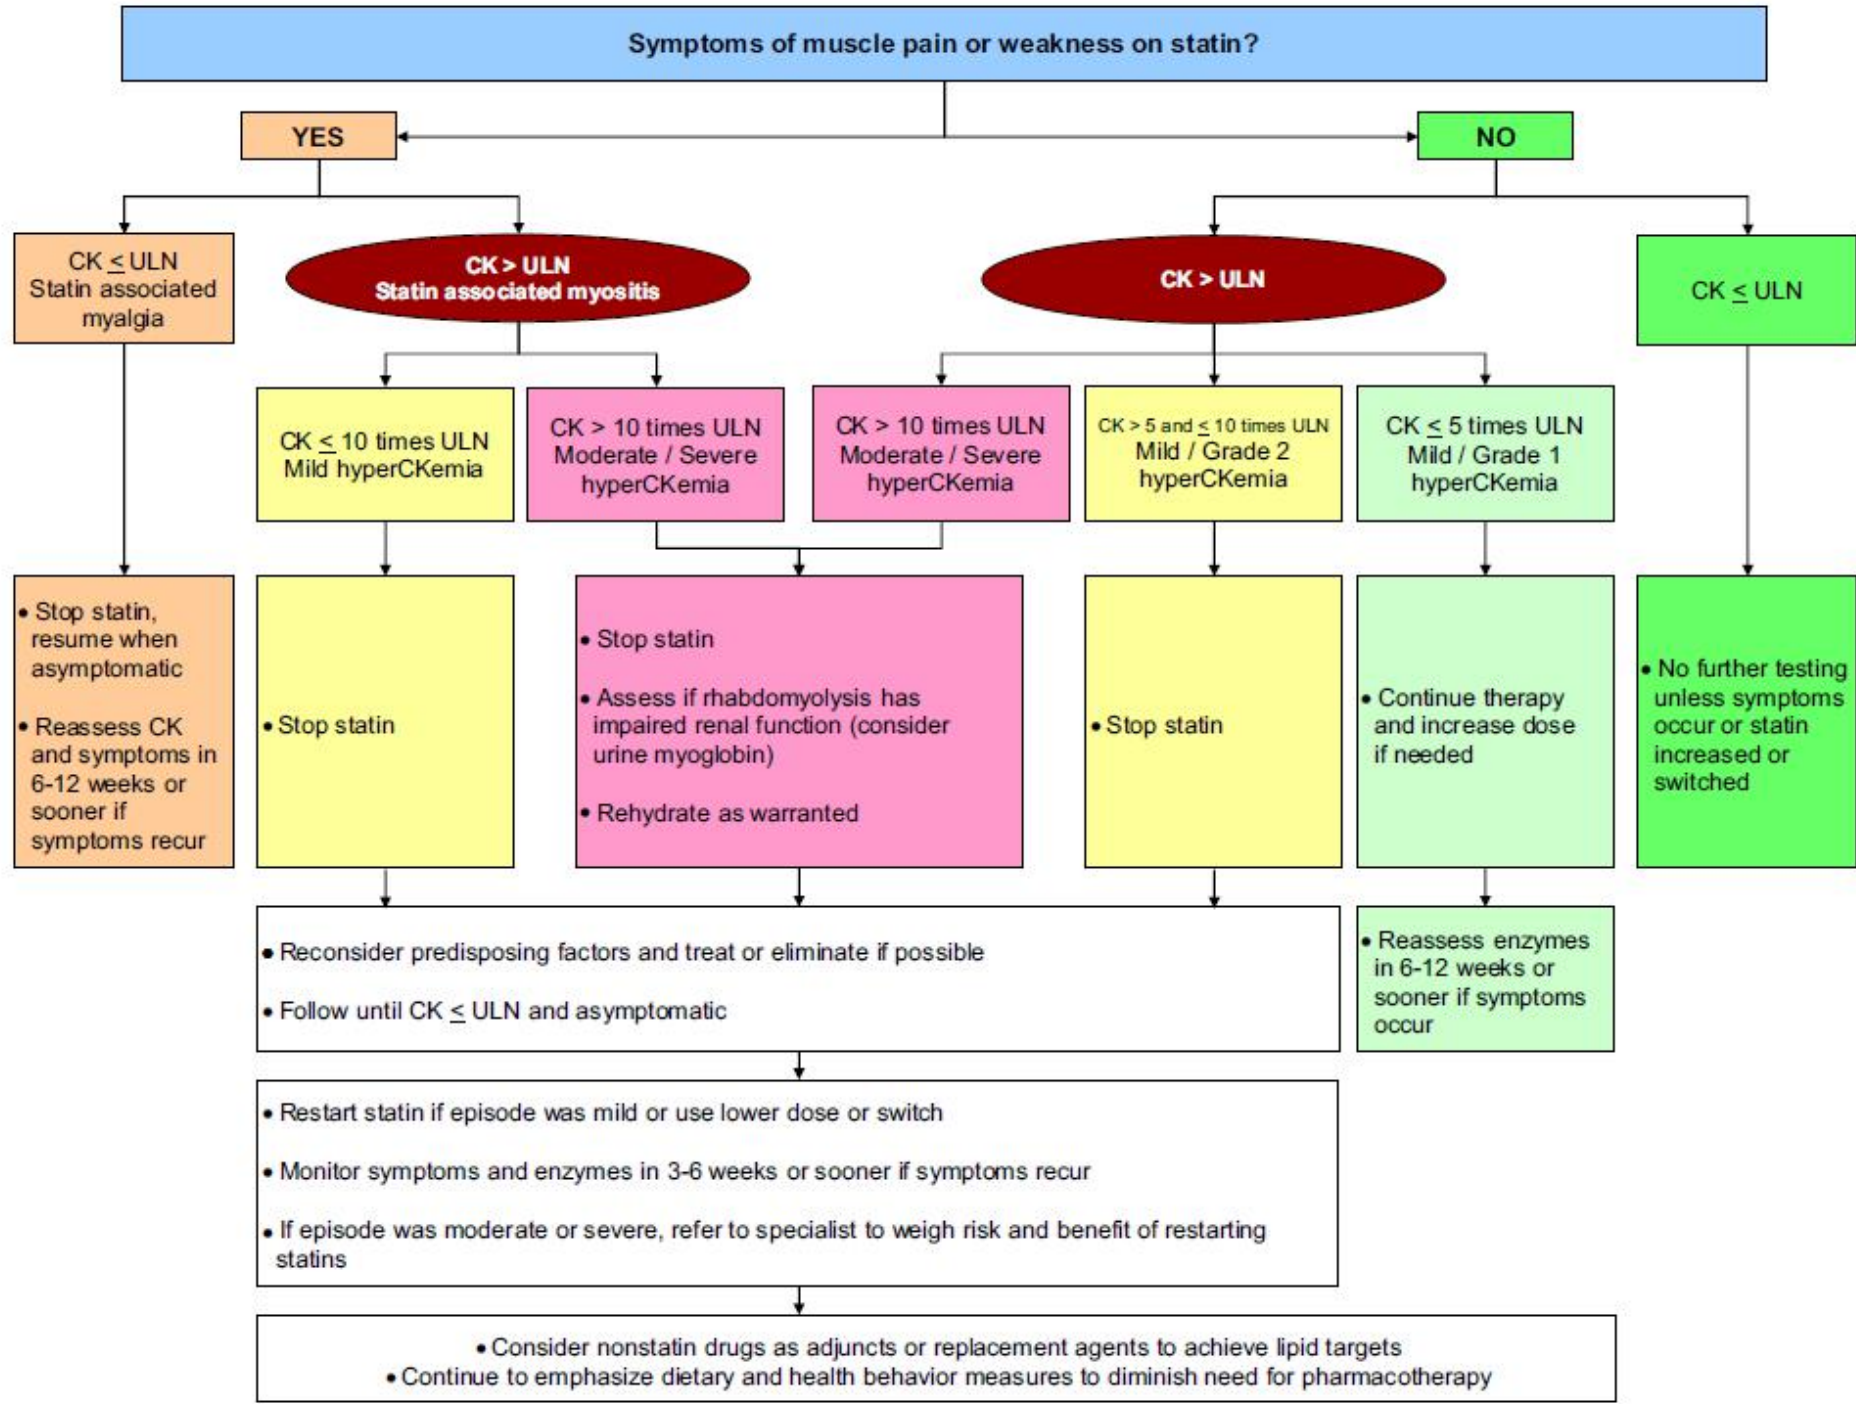 Symptoms of muscle pain or weakness on statin?
YES
NO
CK ≤ ULN
Statin associated
myalgia
CK > ULN
Statin associated myositis
CK > ULN
CK ≤ ULN
CK ≤ 10 times ULN
Mild hyperCKemia
CK > 10 times ULN
Moderate / Severe
hyperCKemia
CK > 10 times ULN
Moderate / Severe
hyperCKemia
CK > 5 and ≤ 10 times ULN
Mild / Grade 2
hyperCKemia
CK ≤ 5 times ULN
Mild / Grade 1
hyperCKemia
• Stop statin,
resume when
asymptomatic
• Reassess CK
and symptoms in
6-12 weeks or
sooner if
symptoms recur
• Stop statin
• Stop statin
• Assess if rhabdomyolysis has
impaired renal function (consider
urine myoglobin)
• Rehydrate as warranted
• Stop statin
• Continue therapy
and increase dose
if needed
• No further testing
unless symptoms
occur or statin
increased or
switched
• Reconsider predisposing factors and treat or eliminate if possible
• Follow until CK ≤ ULN and asymptomatic
• Reassess enzymes
in 6-12 weeks or
sooner if symptoms
occur
• Restart statin if episode was mild or use lower dose or switch
• Monitor symptoms and enzymes in 3-6 weeks or sooner if symptoms recur
• If episode was moderate or severe, refer to specialist to weigh risk and benefit of restarting
statins
• Consider nonstatin drugs as adjuncts or replacement agents to achieve lipid targets
• Continue to emphasize dietary and health behavior measures to diminish need for pharmacotherapy